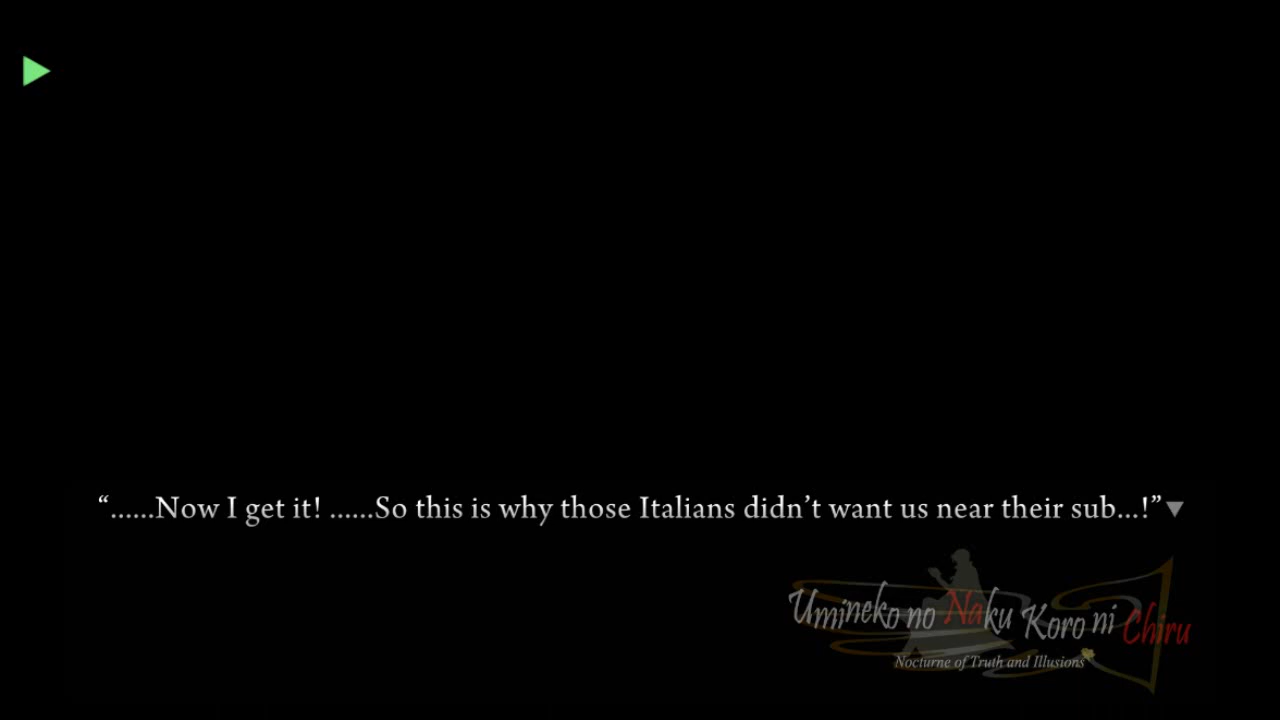 “......Now I get it! ......So this is why those Italians didn’t want us near their sub...!”
Umineko no Naku Koro ni Chiru
Nocturne of Truth and Illusions